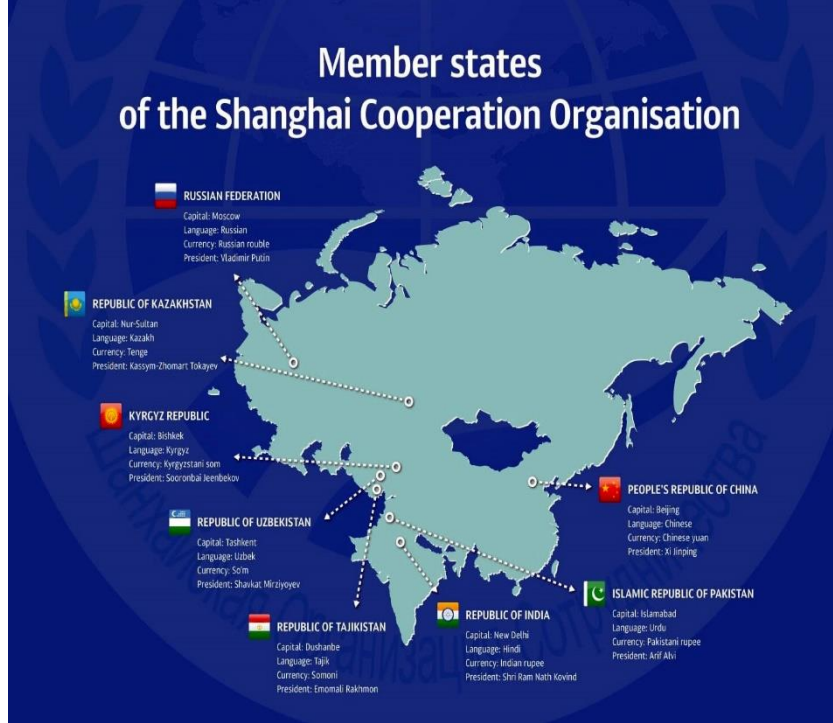 Member states
of the Shanghai Cooperation Organisation
RUSSIAN FEDERATION
Capital: Moscow
Language: Russian
Currency: Russian rouble
President: Vladimir Putin
REPUBLIC OF KAZAKHSTAN
Capital: Nur-Sultan
Language: Kazakh
Currency: Tenge
President: Kassym-Zhomart Tokayev
KYRGYZ REPUBLIC
Capital: Bishkek
Language: Kyrgyz
Currency: Kyrgyzstani som
President: Sooronbai Jeenbekov
REPUBLIC OF UZBEKISTAN
Capital: Tashkent
Language: Uzbek
Currency: So'm
President: Shavkat Mirziyoyev
REPUBLIC OF TAJIKISTAN
Capital: Dushanbe
Language: Tajik
Currency: Somoni
President: Emomali Rakhmon
REPUBLIC OF INDIA
Capital: New Delhi
Language: Hindi
Currency: Indian rupee
President: Shri Ram Nath Kovind
PEOPLE'S REPUBLIC OF CHINA
Capital: Beijing
Language: Chinese
Currency: Chinese yuan
President: Xi Jinping
ISLAMIC REPUBLIC OF PAKISTAN
Capital: Islamabad
Language: Urdu
Currency: Pakistani rupee
President: Arif Alvi